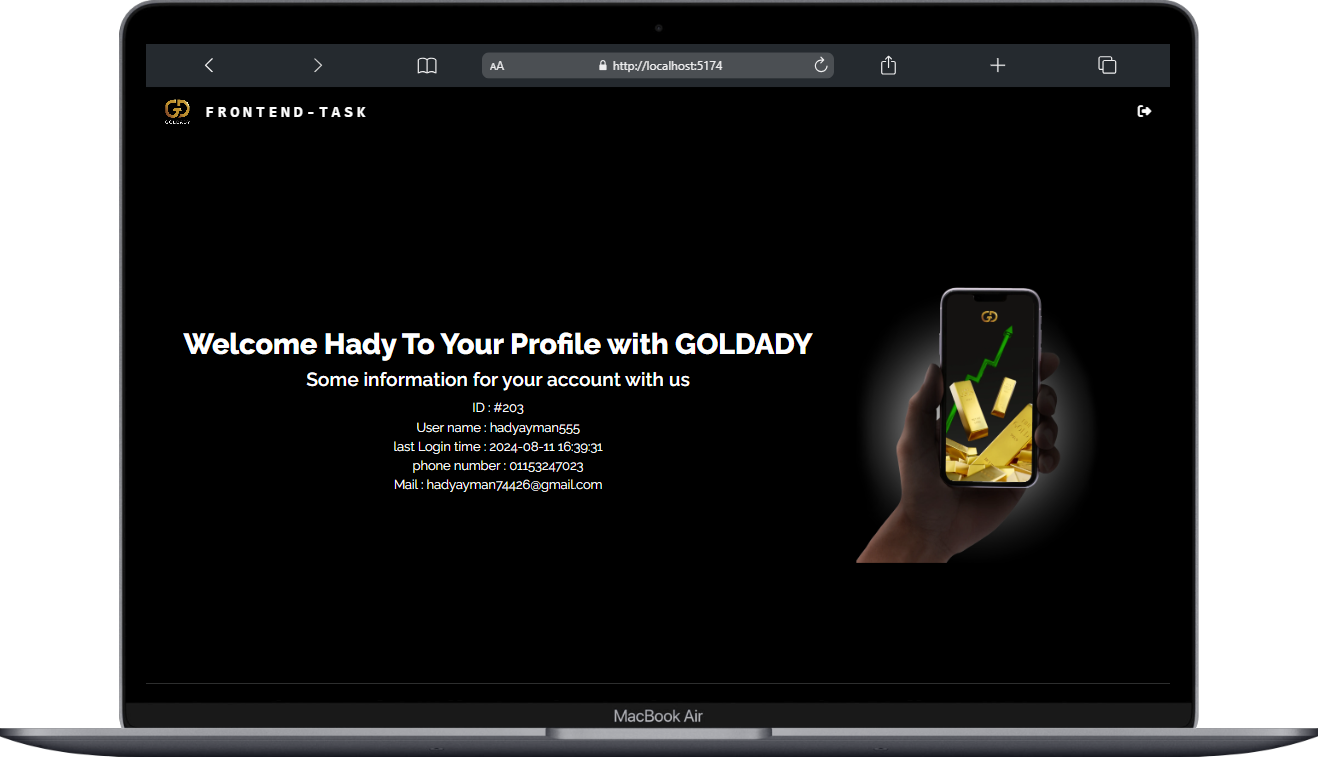 AA http://localhost:5174
GOLDADY
FRONTEND-TASK
GD
Welcome Hady To Your Profile with GOLDADY
Some information for your account with us
ID : #203
User name : hadyayman555
last Login time : 2024-08-11 16:39:31
phone number : 01153247023
Mail : hadyayman74426@gmail.com
MacBook Air